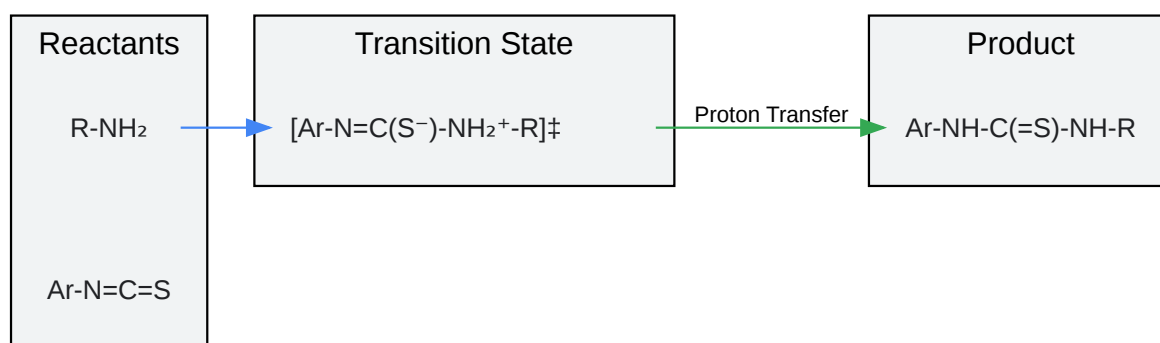 Reactants
Transition State
Product
R-NH₂
[Ar-N=C(S⁻)-NH₂⁺-R]‡
Proton Transfer
Ar-NH-C(=S)-NH-R
Ar-N=C=S